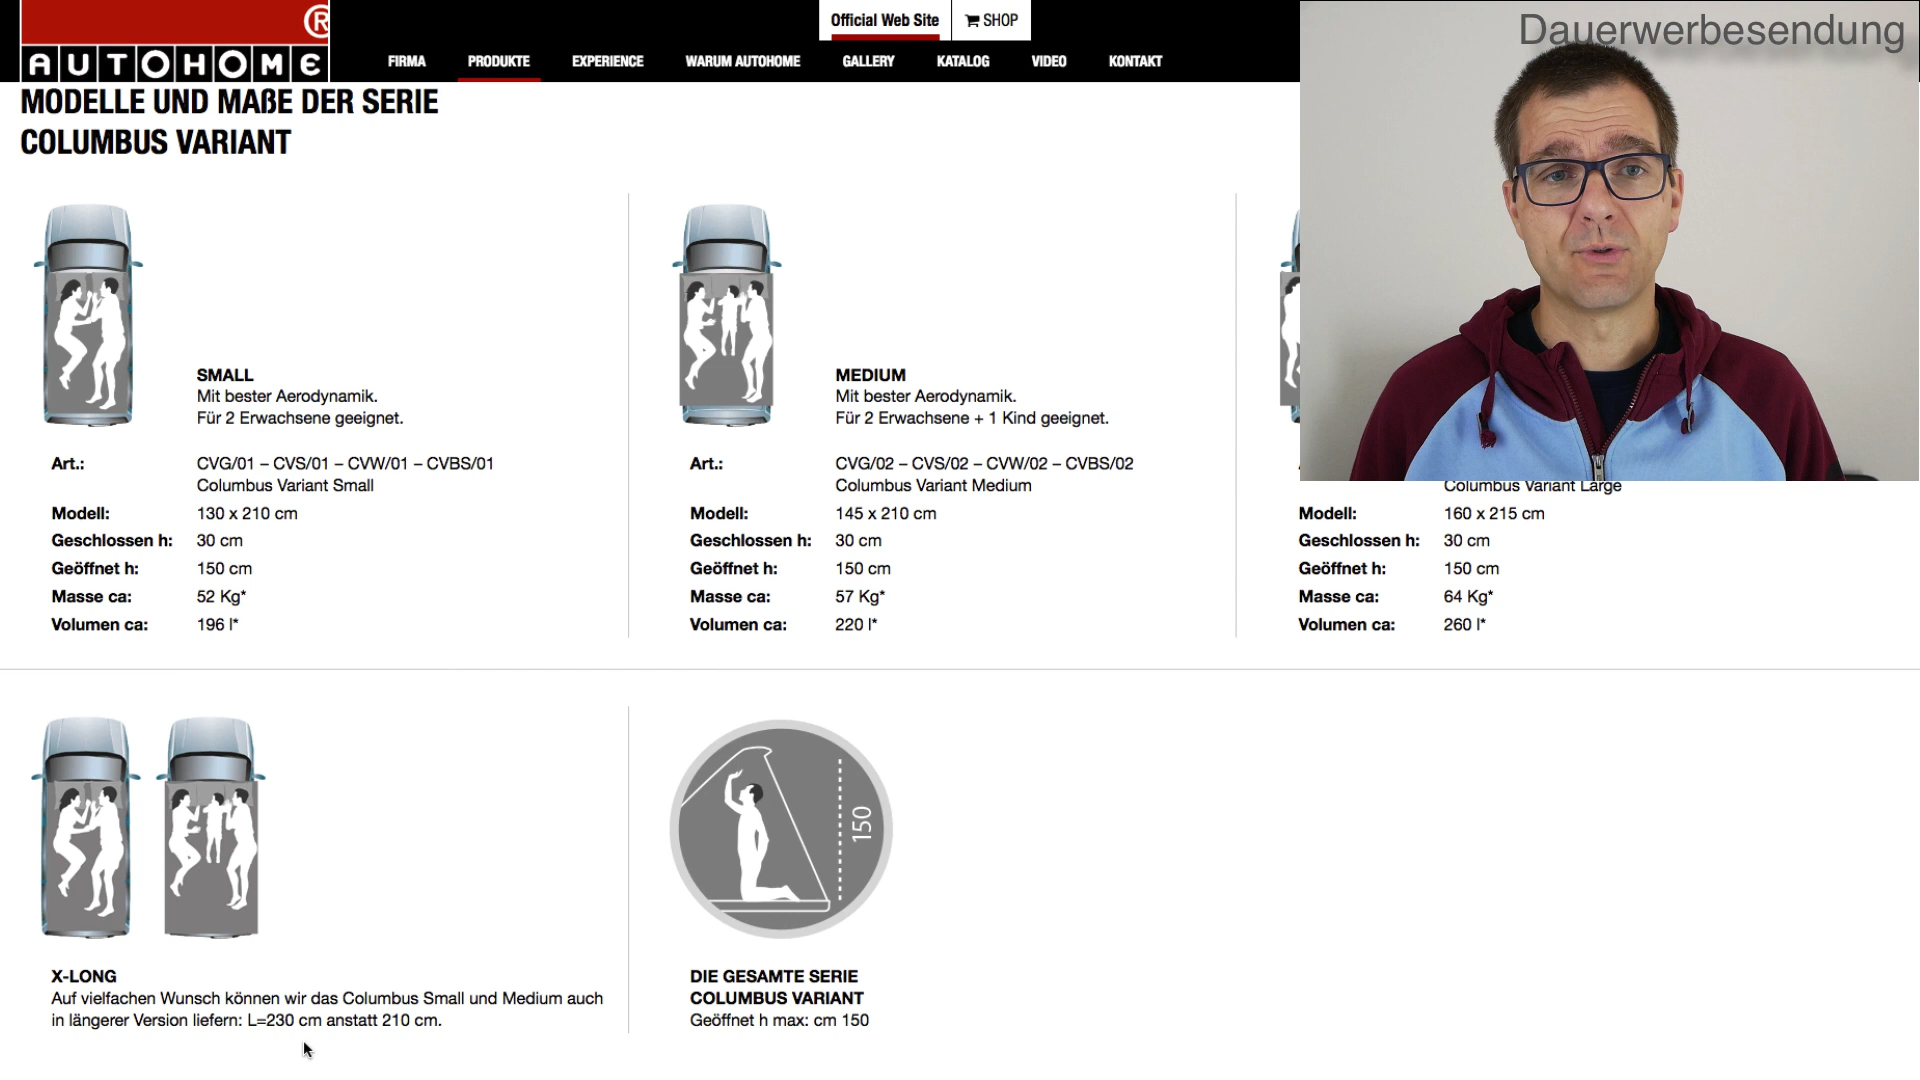 Official Web Site
SHOP
Dauerwerbesendung
®
AUTOHOME
FIRMA
PRODUKTE
EXPERIENCE
WARUM AUTOHOME
GALLERY
KATALOG
VIDEO
KONTAKT
MODELLE UND MAßE DER SERIE
COLUMBUS VARIANT
SMALL
Mit bester Aerodynamik.
Für 2 Erwachsene geeignet.
Art.: CVG/01 – CVS/01 – CVW/01 – CVBS/01
Columbus Variant Small
Modell: 130 x 210 cm
Geschlossen h: 30 cm
Geöffnet h: 150 cm
Masse ca: 52 Kg*
Volumen ca: 196 l*
MEDIUM
Mit bester Aerodynamik.
Für 2 Erwachsene + 1 Kind geeignet.
Art.: CVG/02 – CVS/02 – CVW/02 – CVBS/02
Columbus Variant Medium
Modell: 145 x 210 cm
Geschlossen h: 30 cm
Geöffnet h: 150 cm
Masse ca: 57 Kg*
Volumen ca: 220 l*
Columbus Variant Large
Modell: 160 x 215 cm
Geschlossen h: 30 cm
Geöffnet h: 150 cm
Masse ca: 64 Kg*
Volumen ca: 260 l*
X-LONG
Auf vielfachen Wunsch können wir das Columbus Small und Medium auch
in längerer Version liefern: L=230 cm anstatt 210 cm.
150
DIE GESAMTE SERIE
COLUMBUS VARIANT
Geöffnet h max: cm 150